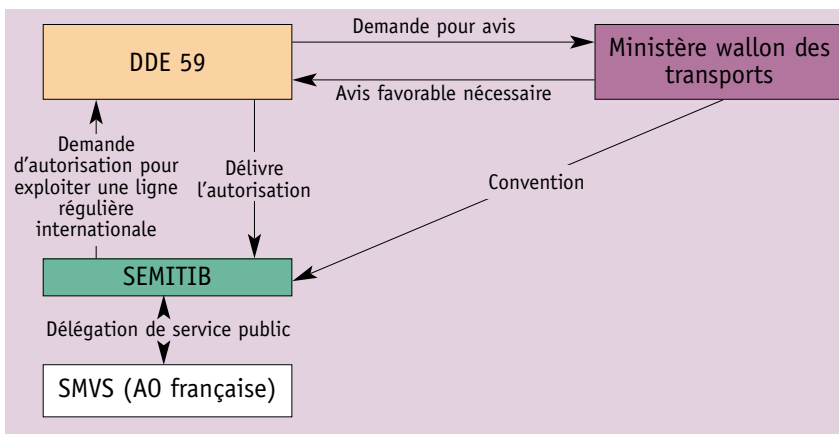 Demande pour avis
DDE 59
Ministère wallon des
transports
Avis favorable nécessaire
Demande
d'autorisation pour
exploiter une ligne
régulière
internationale
Délivre
l'autorisation
Convention
SEMITIB
Délégation de service public
SMVS (AO française)